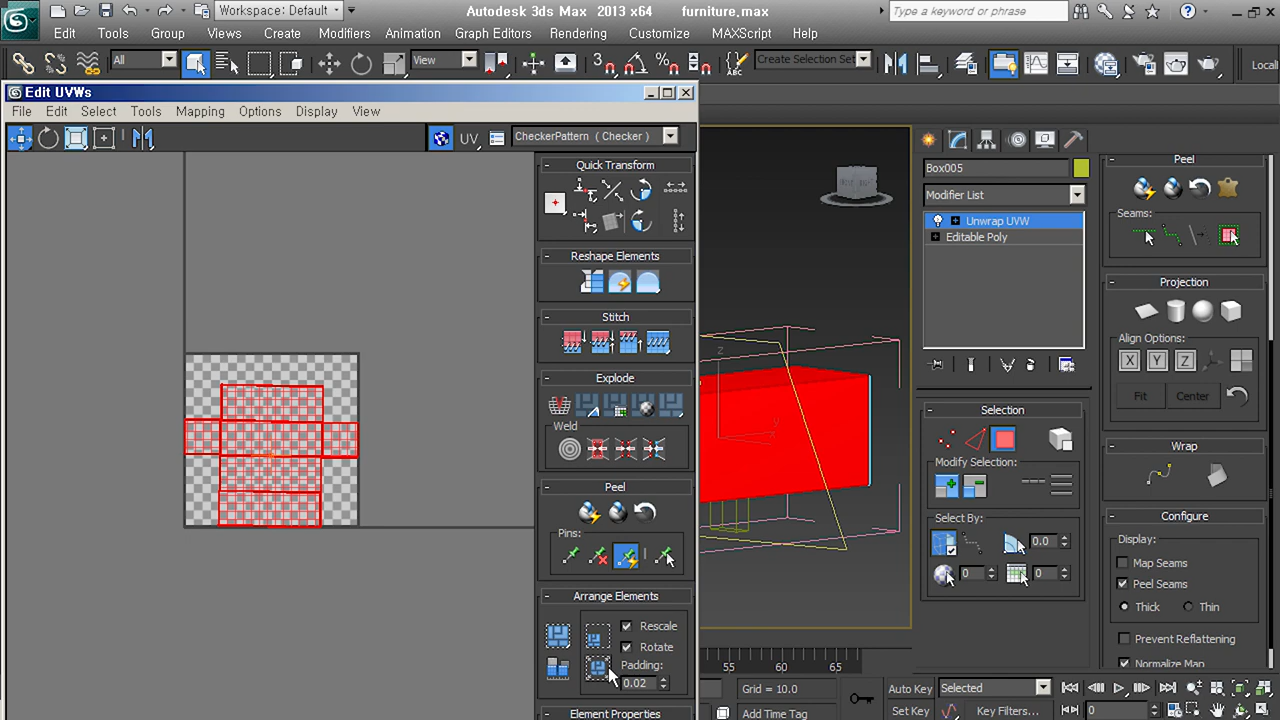 Workspace: Default
Autodesk 3ds Max 2013 x64 furniture.max
Type a keyword or phrase
Edit Tools Group Views Create Modifiers Animation Graph Editors Rendering Customize MAXScript Help
All
View
Create Selection Set
Locali
Edit UVWs
File Edit Select Tools Mapping Options Display View
UV
CheckerPattern ( Checker )
Quick Transform
Reshape Elements
Stitch
Explode
Weld
Peel
Pins:
Arrange Elements
Rescale
Rotate
Padding:
0.02
Element Properties
z
y
x
55 60 65
Grid = 10.0
Add Time Tag
Auto Key
Selected
Set Key
Key Filters...
0
Box005
Modifier List
Unwrap UVW
Editable Poly
Selection
Modify Selection:
Select By:
0.0
0
0
Peel
Seams:
Projection
Align Options:
X Y Z
Fit Center
Wrap
Configure
Display:
Map Seams
Peel Seams
Thick Thin
Prevent Reflattening
Normalize Map